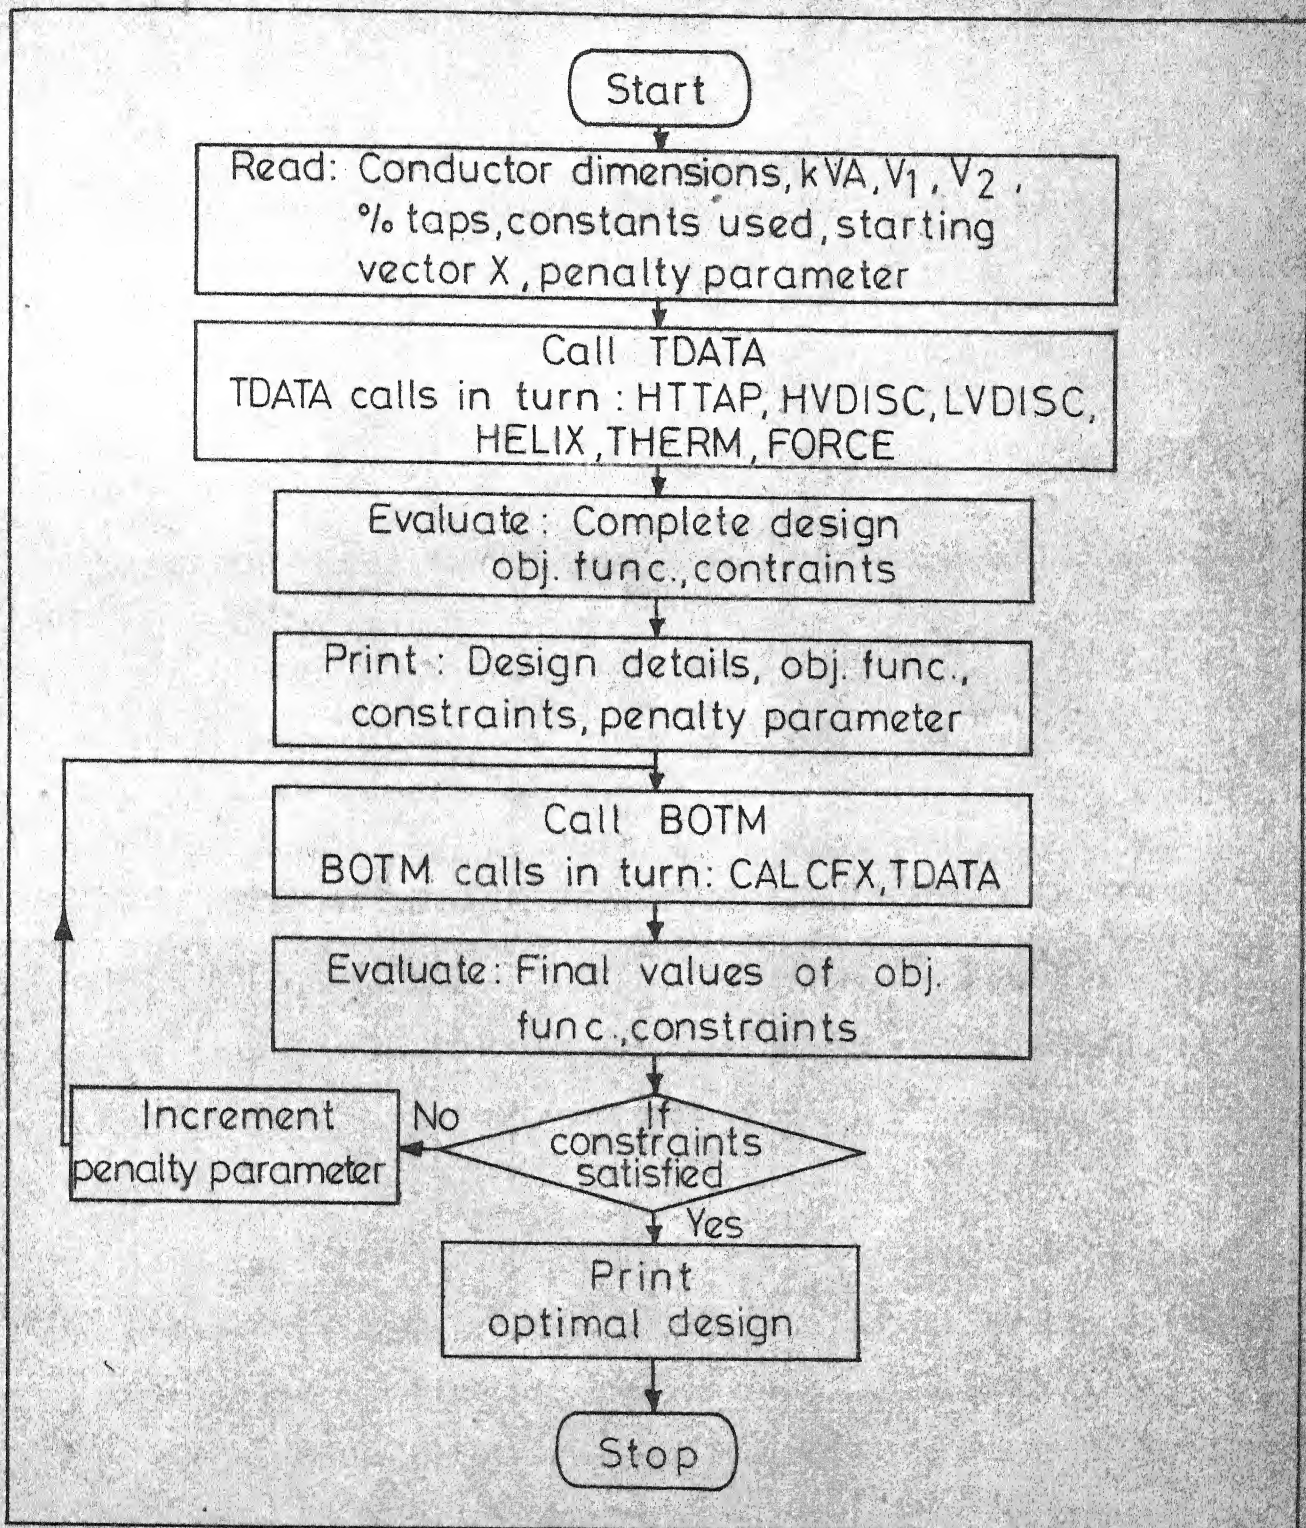 Start
Read: Conductor dimensions, kVA, V1, V2,
% taps, constants used, starting
vector X, penalty parameter
Call TDATA
TDATA calls in turn : HTTAP, HVDISC, LVDISC,
HELIX, THERM, FORCE
Evaluate : Complete design
obj. func., contraints
Print : Design details, obj. func.,
constraints, penalty parameter
Call BOTM
BOTM calls in turn: CALCFX, TDATA
Evaluate: Final values of obj.
func., constraints
If
constraints
satisfied
No
Increment
penalty parameter
Yes
Print
optimal design
Stop